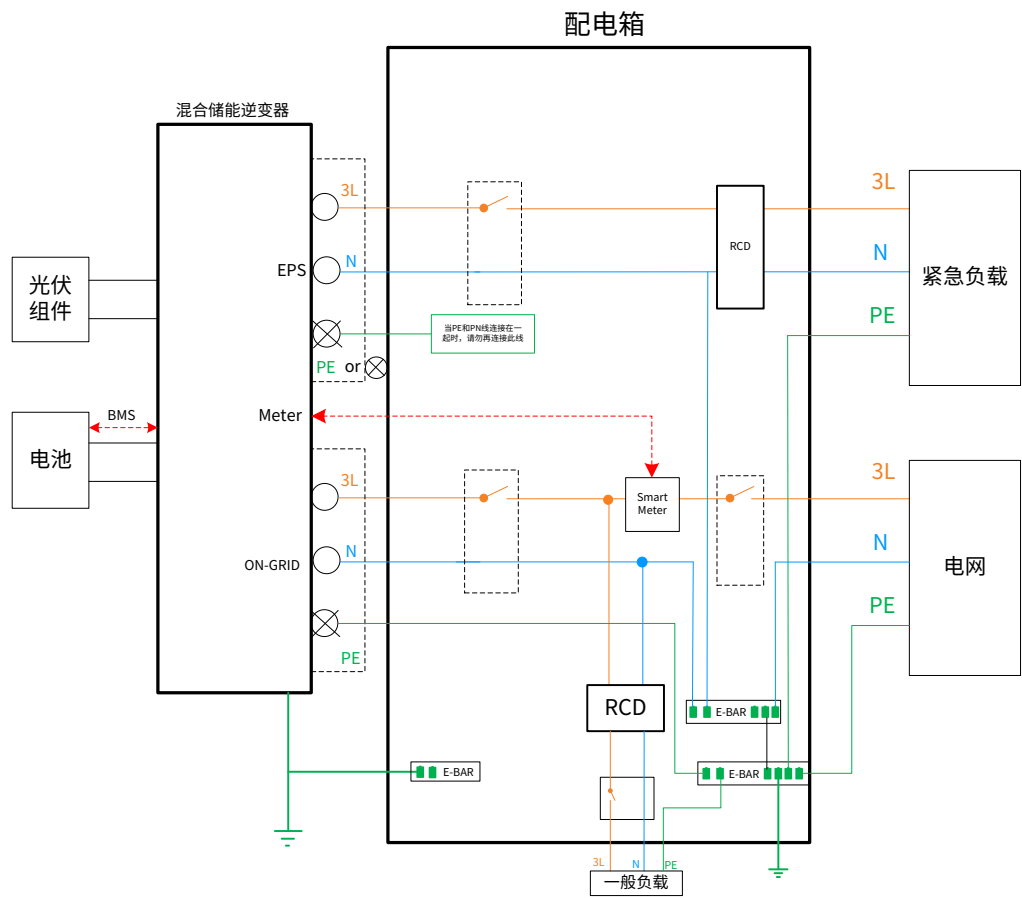 配电箱
混合储能逆变器
3L
3L
RCD
N
N
EPS
光伏
组件
紧急负载
PE
当PE和PN线连接在一
起时，请勿再连接此线
PE or
BMS
Meter
电池
3L
3L
Smart
Meter
N
N
ON-GRID
电网
PE
PE
RCD
E-BAR
E-BAR
E-BAR
3L
N
PE
一般负载